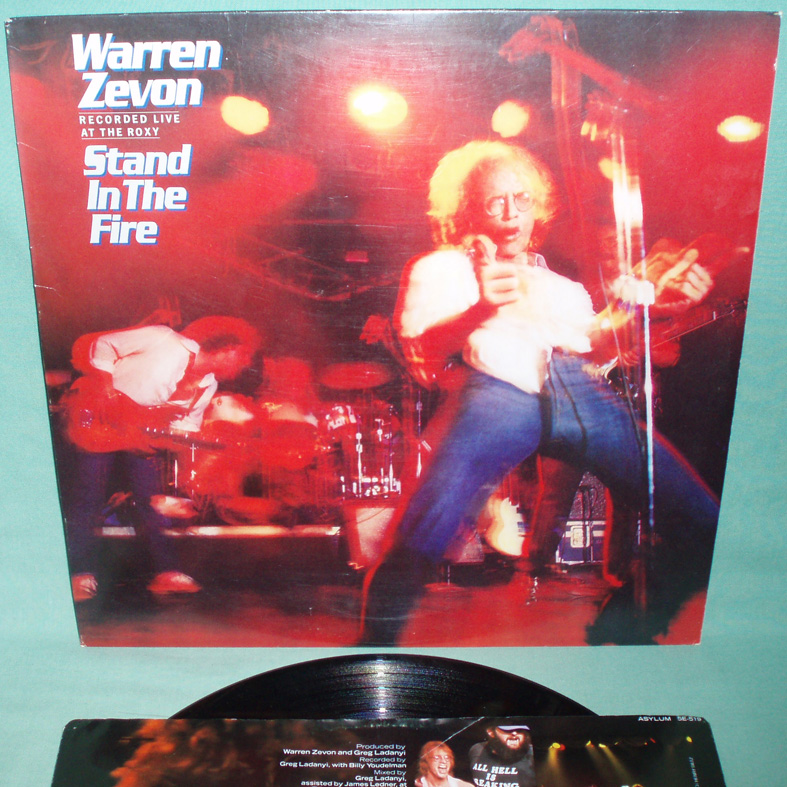 Warren
Zevon
RECORDED LIVE
AT THE ROXY
Stand
In The
Fire
ASYLUM 5E-519
Produced by
Warren Zevon and Greg Ladanyi
Recorded by
Greg Ladanyi, with Billy Youdelman
Mixed by
Greg Ladanyi,
assisted by James Ledner, at
ALL HELL
IS
BREAKING